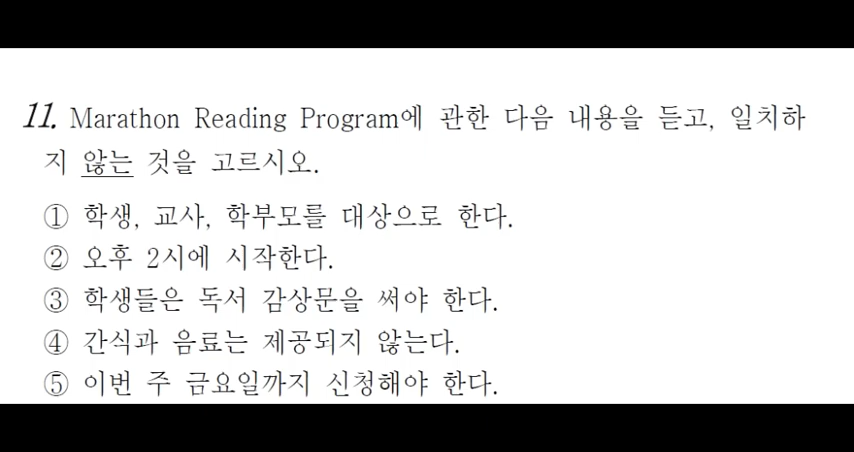 11. Marathon Reading Program에 관한 다음 내용을 듣고, 일치하
지 않는 것을 고르시오.
① 학생, 교사, 학부모를 대상으로 한다.
② 오후 2시에 시작한다.
③ 학생들은 독서 감상문을 써야 한다.
④ 간식과 음료는 제공되지 않는다.
⑤ 이번 주 금요일까지 신청해야 한다.